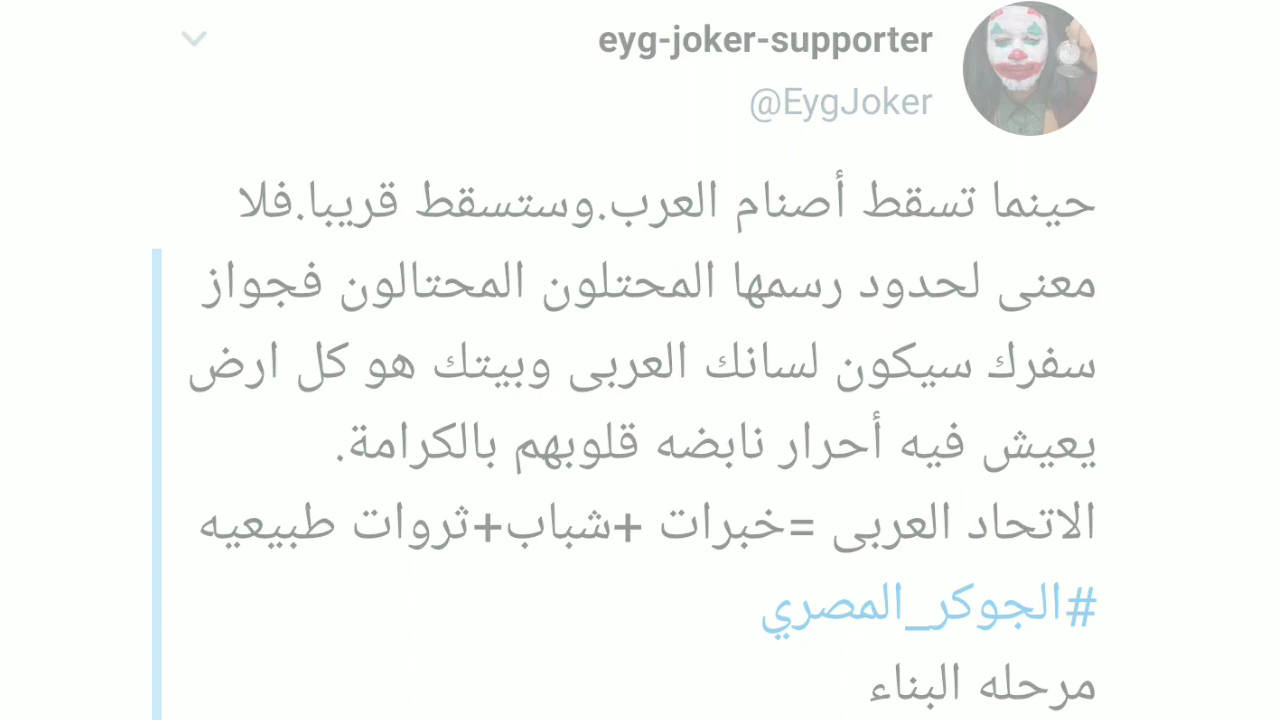 eyg-joker-supporter
@EygJoker
حينما تسقط أصنام العرب.وستسقط قريبا.فلا
معنى لحدود رسمها المحتلون المحتالون فجواز
سفرك سيكون لسانك العربى وبيتك هو كل ارض
يعيش فيه أحرار نابضه قلوبهم بالكرامة.
الاتحاد العربى =خبرات +شباب+ثروات طبيعيه
#الجوكر_المصري
مرحله البناء